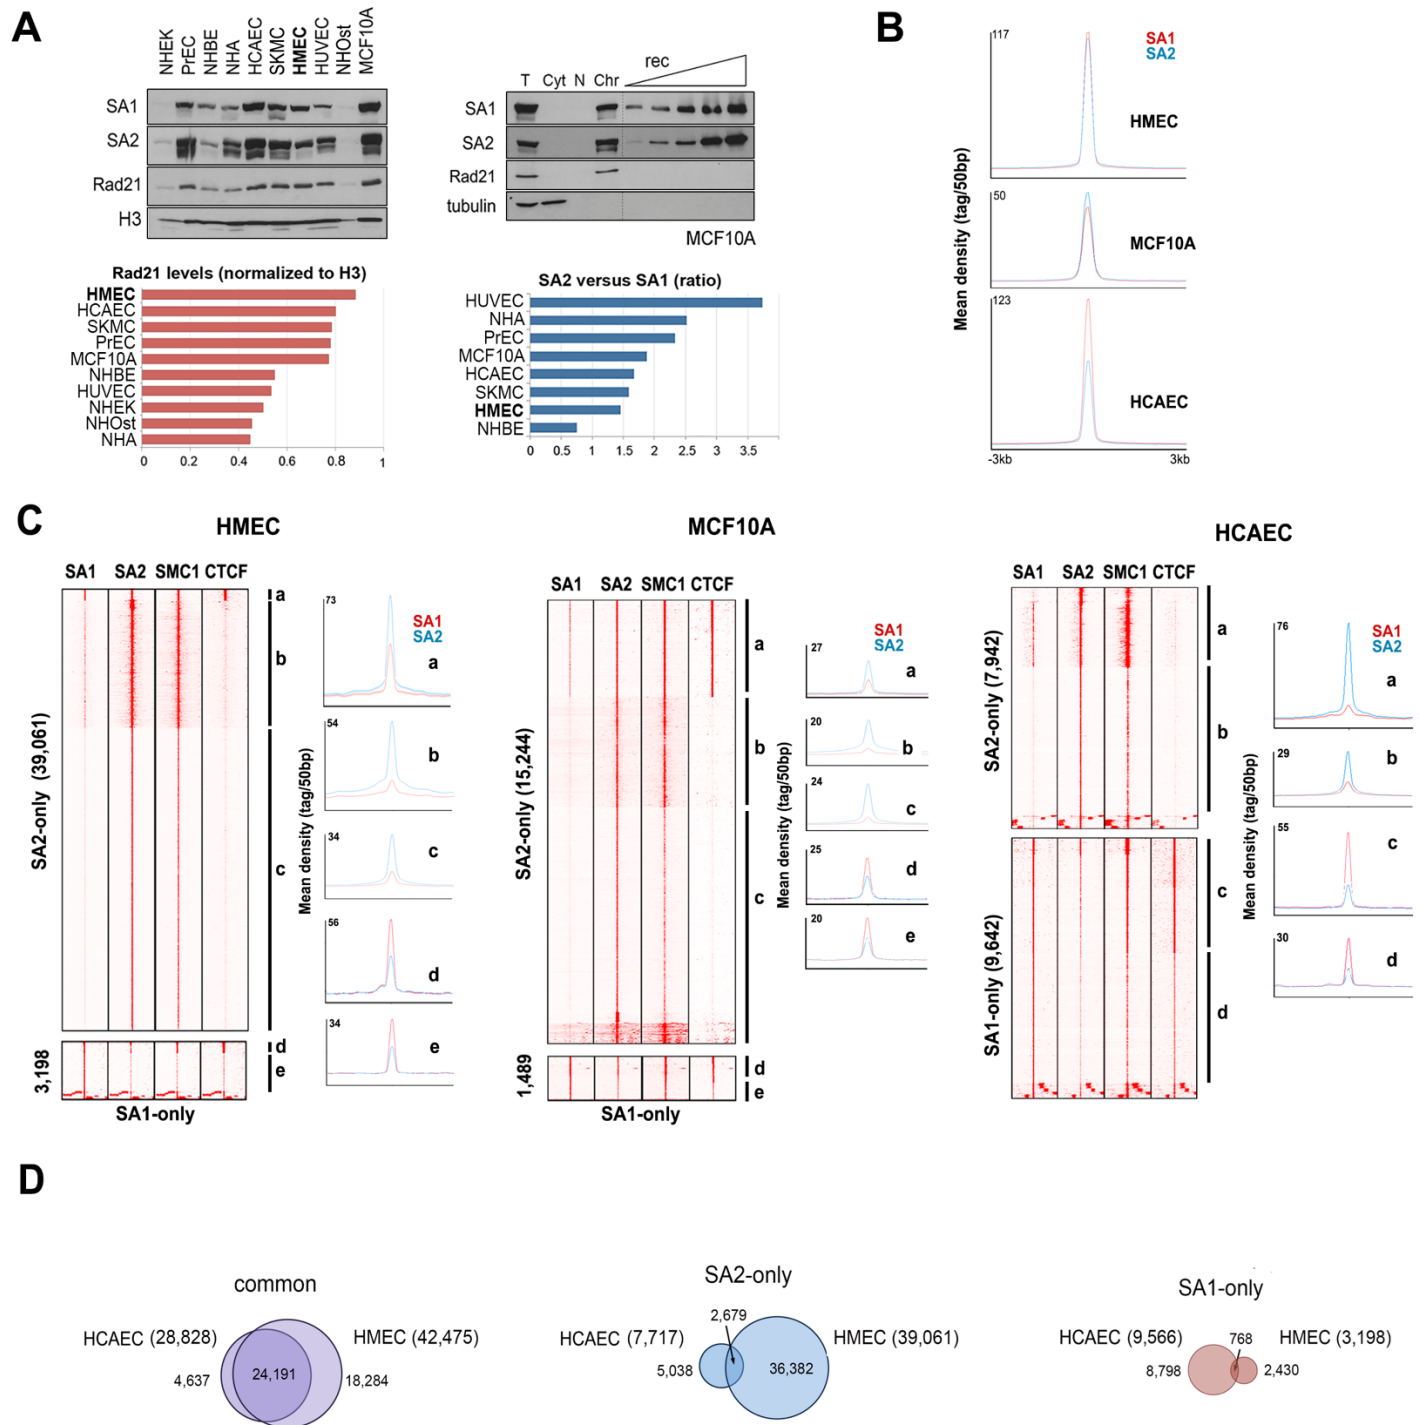 A
NHEK
PrEC
NHBE
NHA
HCAEC
SKMC
HMEC
HUVEC
NHOst
MCF10A
SA1
SA2
Rad21
H3
T Cyt N Chr
rec
SA1
SA2
Rad21
tubulin
MCF10A
Rad21 levels (normalized to H3)
HMEC
HCAEC
SKMC
PrEC
MCF10A
NHBE
HUVEC
NHEK
NHOst
NHA
0 0.2 0.4 0.6 0.8 1
SA2 versus SA1 (ratio)
HUVEC
NHA
PrEC
MCF10A
HCAEC
SKMC
HMEC
NHBE
0 0.5 1 1.5 2 2.5 3 3.5
B
Mean density (tag/50bp)
117
SA1
SA2
HMEC
50
MCF10A
123
HCAEC
-3kb 3kb
C
HMEC
SA1 SA2 SMC1 CTCF
SA2-only (39,061)
a
b
c
3,198
d
e
SA1-only
Mean density (tag/50bp)
73
SA1
SA2
a
54
b
34
c
56
d
34
e
MCF10A
SA1 SA2 SMC1 CTCF
SA2-only (15,244)
a
b
c
1,489
d
e
SA1-only
Mean density (tag/50bp)
27
SA1
SA2
a
20
b
24
c
25
d
20
e
HCAEC
SA1 SA2 SMC1 CTCF
SA2-only (7,942)
a
b
SA1-only (9,642)
c
d
Mean density (tag/50bp)
76
SA1
SA2
a
29
b
55
c
30
d
D
common
HCAEC (28,828)
HMEC (42,475)
4,637
24,191
18,284
SA2-only
2,679
HCAEC (7,717)
HMEC (39,061)
5,038
36,382
SA1-only
HCAEC (9,566)
768
HMEC (3,198)
8,798
2,430